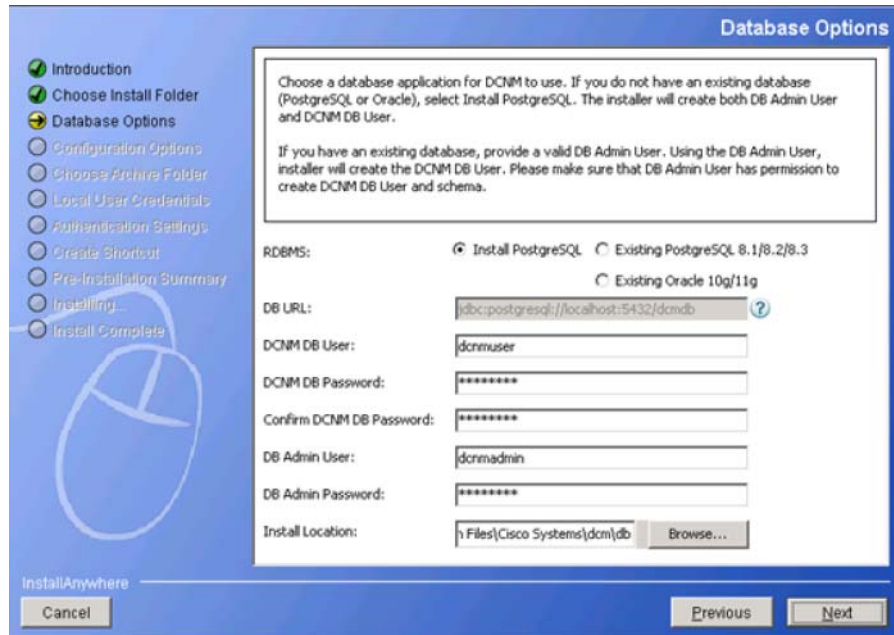 Database Options
Introduction
Choose Install Folder
Database Options
Configuration Options
Choose Archive Folder
Local User Credentials
Authentication Settings
Create Shortcut
Pre-Installation Summary
Installing...
Install Complete
Choose a database application for DCNM to use. If you do not have an existing database
(PostgreSQL or Oracle), select Install PostgreSQL. The installer will create both DB Admin User
and DCNM DB User.
If you have an existing database, provide a valid DB Admin User. Using the DB Admin User,
installer will create the DCNM DB User. Please make sure that DB Admin User has permission to
create DCNM DB User and schema.
RDBMS: Install PostgreSQL Existing PostgreSQL 8.1/8.2/8.3
Existing Oracle 10g/11g
DB URL: jdbc:postgresql://localhost:5432/dcmdb ?
DCNM DB User: dcnmuser
DCNM DB Password: ********
Confirm DCNM DB Password: ********
DB Admin User: dcnmadmin
DB Admin Password: ********
Install Location: n Files\Cisco Systems\dcm\db Browse...
InstallAnywhere
Cancel Previous Next